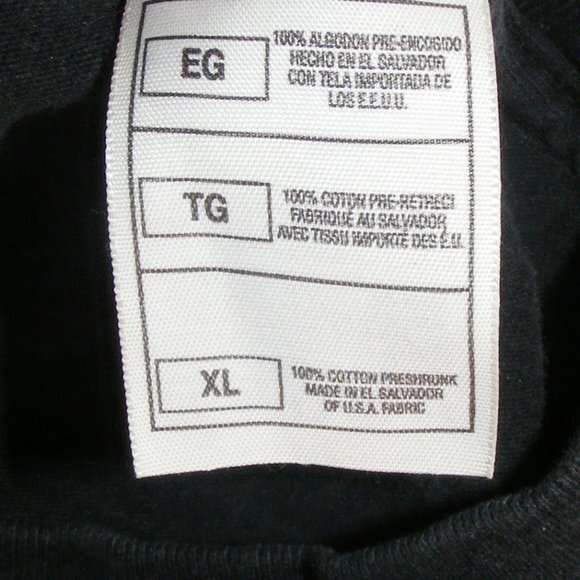 EG
100% ALGODON PRE-ENCOGIDO
HECHO EN EL SALVADOR
CON TELA IMPORTADA DE
LOS E.E.U.U.
TG
100% COTON PRE-RETRECI
FABRIQUÉ AU SALVADOR
AVEC TISSU IMPORTÉ DES É.U.
XL
100% COTTON PRESHRUNK
MADE IN EL SALVADOR
OF U.S.A. FABRIC